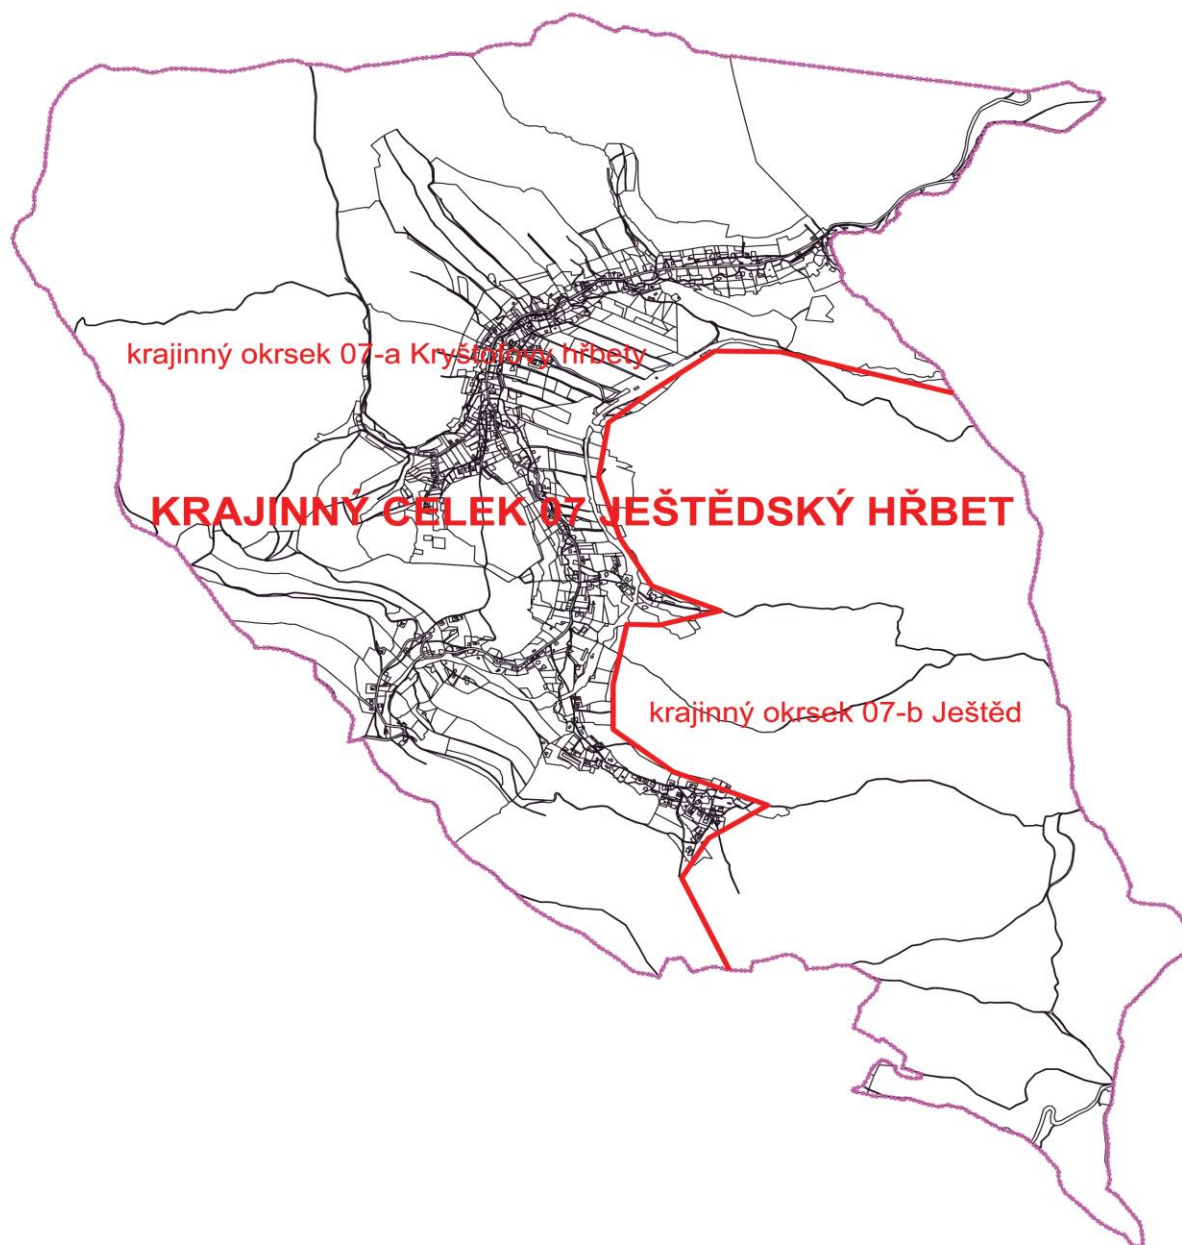 krajinný okrsek 07-a Kryštofovy hřbety
KRAJINNÝ CELEK 07 JEŠTĚDSKÝ HŘBET
krajinný okrsek 07-b Ještěd